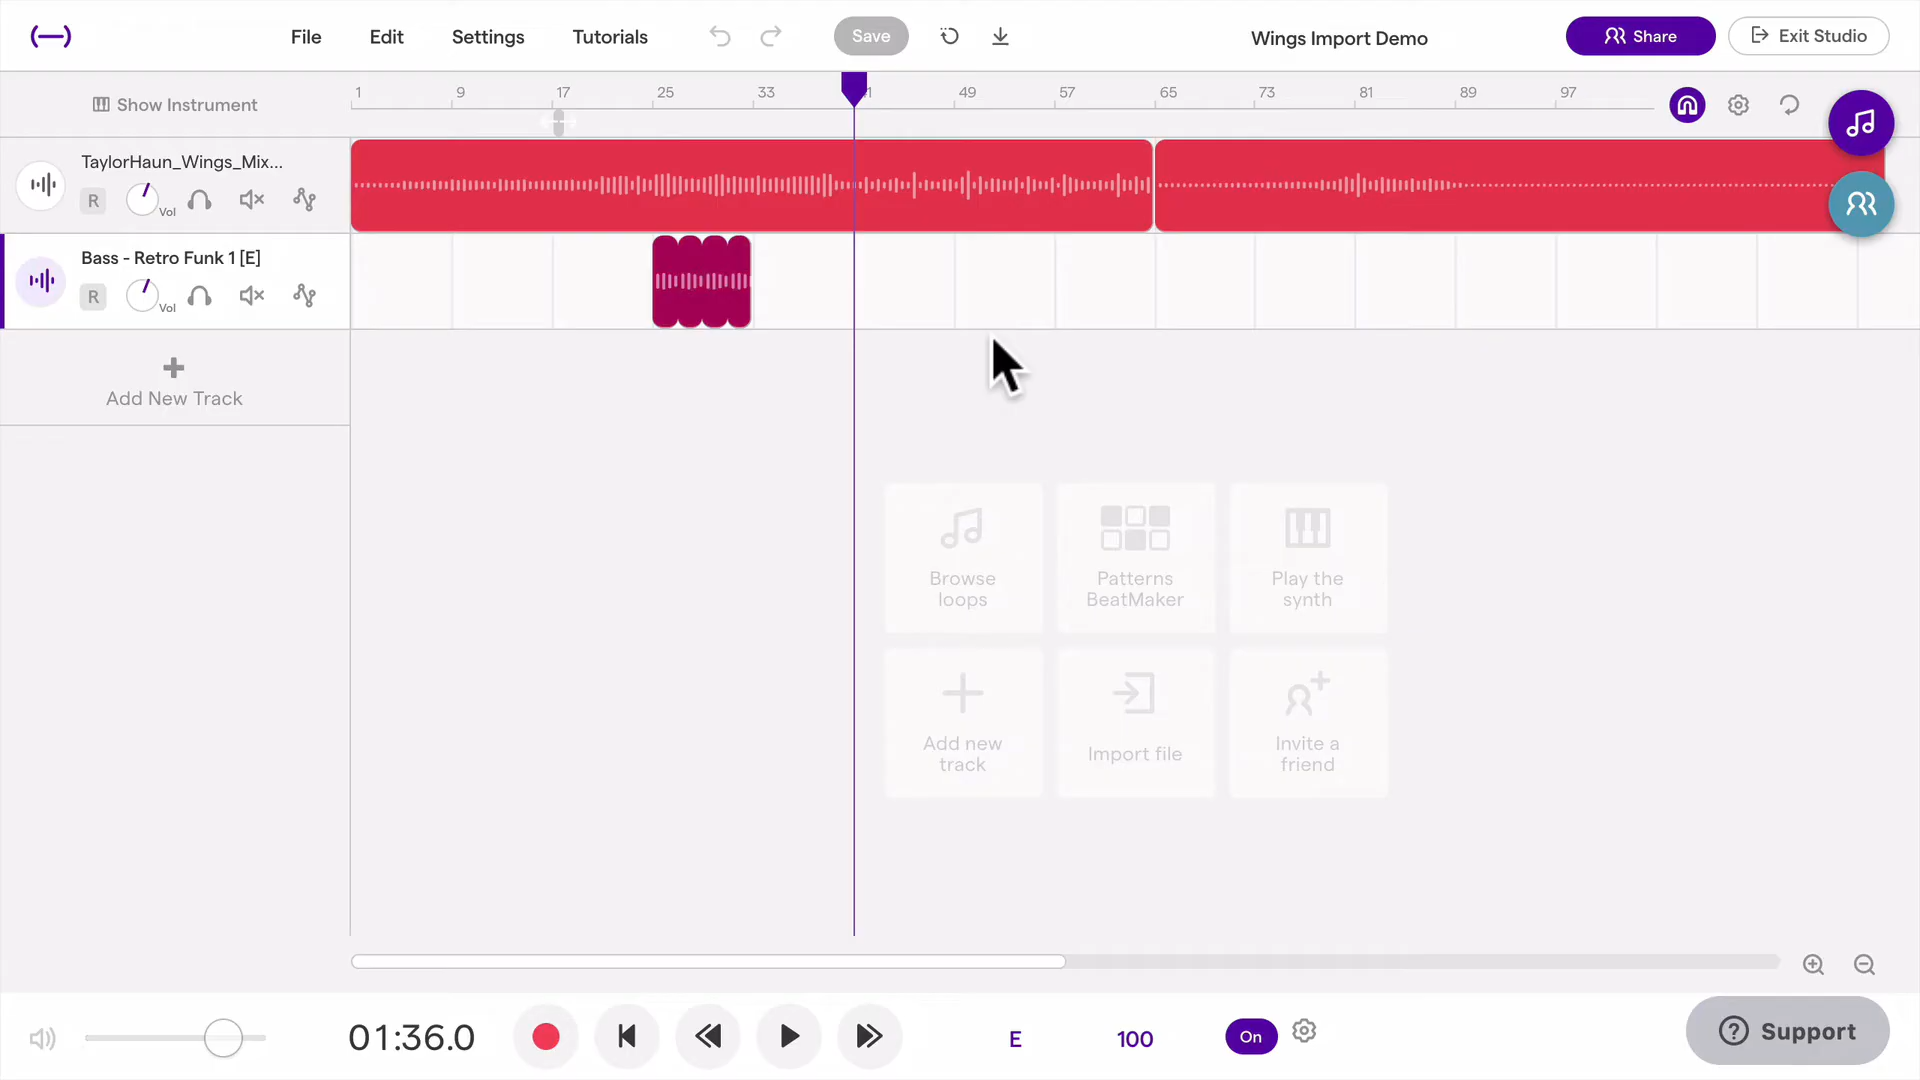 File Edit Settings Tutorials Save Wings Import Demo Share Exit Studio
Show Instrument
1 9 17 25 33 41 49 57 65 73 81 89 97
TaylorHaun_Wings_Mix...
R Vol
Bass - Retro Funk 1 [E]
R Vol
Add New Track
Browse
loops
Patterns
BeatMaker
Play the
synth
Add new
track
Import file
Invite a
friend
01:36.0 E 100 On Support